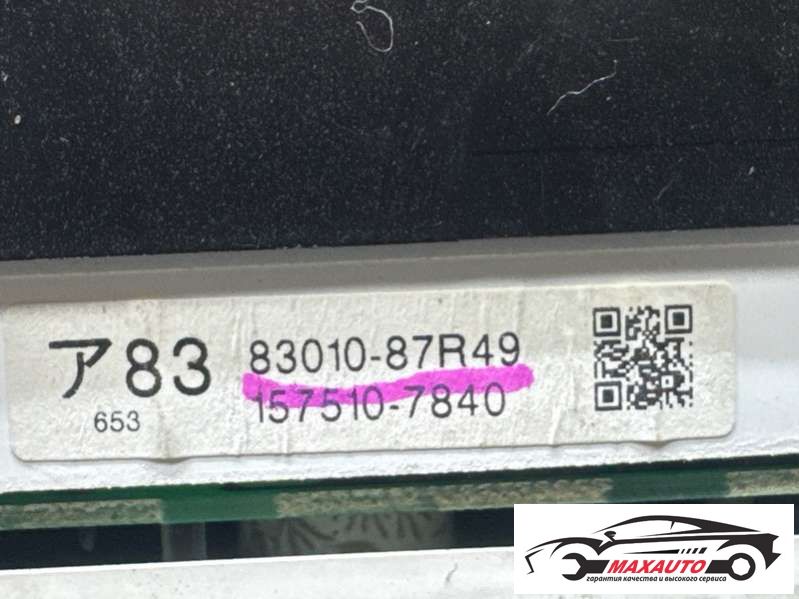 ア83
83010-87R49
157510-7840
653
MAXAUTO
гарантия качества и высокого сервиса